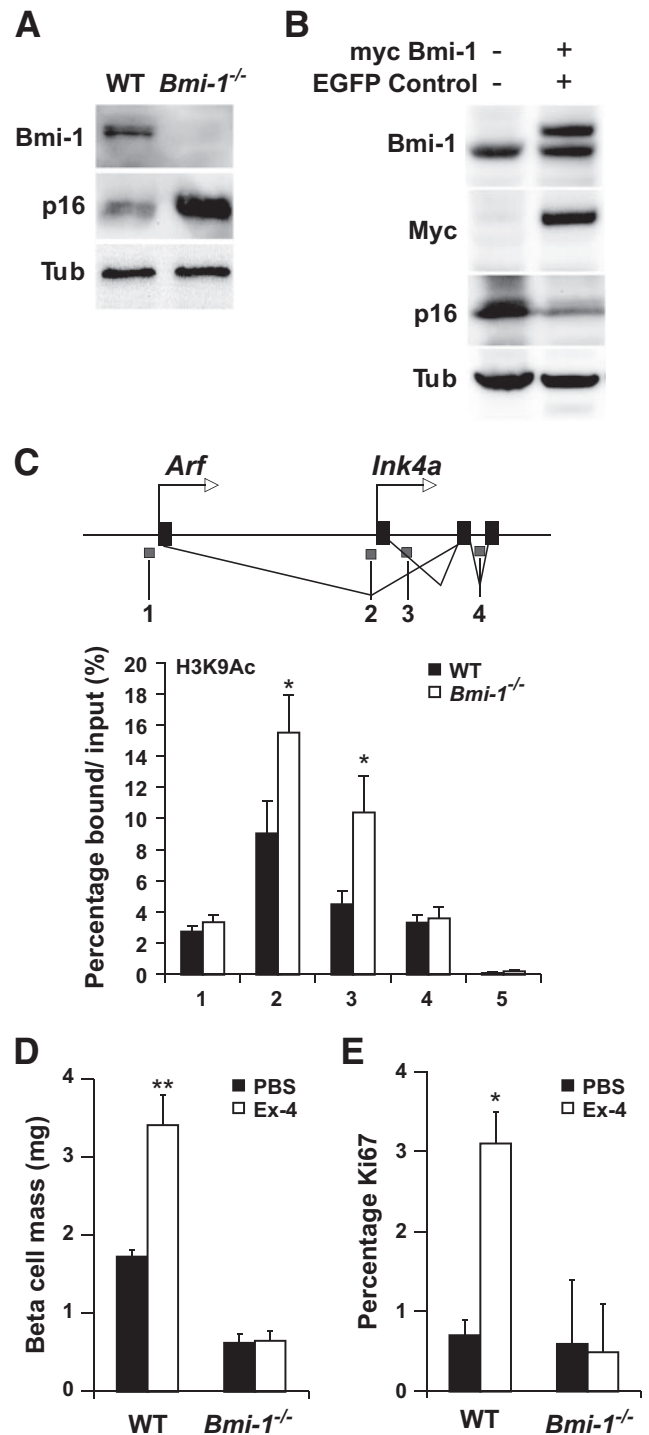 A
WT Bmi-1-/-
Bmi-1
p16
Tub
B
myc Bmi-1 - +
EGFP Control - +
Bmi-1
Myc
p16
Tub
C
Arf Ink4a
1 2 3 4
H3K9Ac
WT
Bmi-1-/-
Percentage bound/ input (%)
20
18
16
14
12
10
8
6
4
2
0
* *
1 2 3 4 5
D
Beta cell mass (mg)
4
3
2
1
0
**
PBS
Ex-4
WT Bmi-1-/-
E
Percentage Ki67
4
3
2
1
0
*
PBS
Ex-4
WT Bmi-1-/-